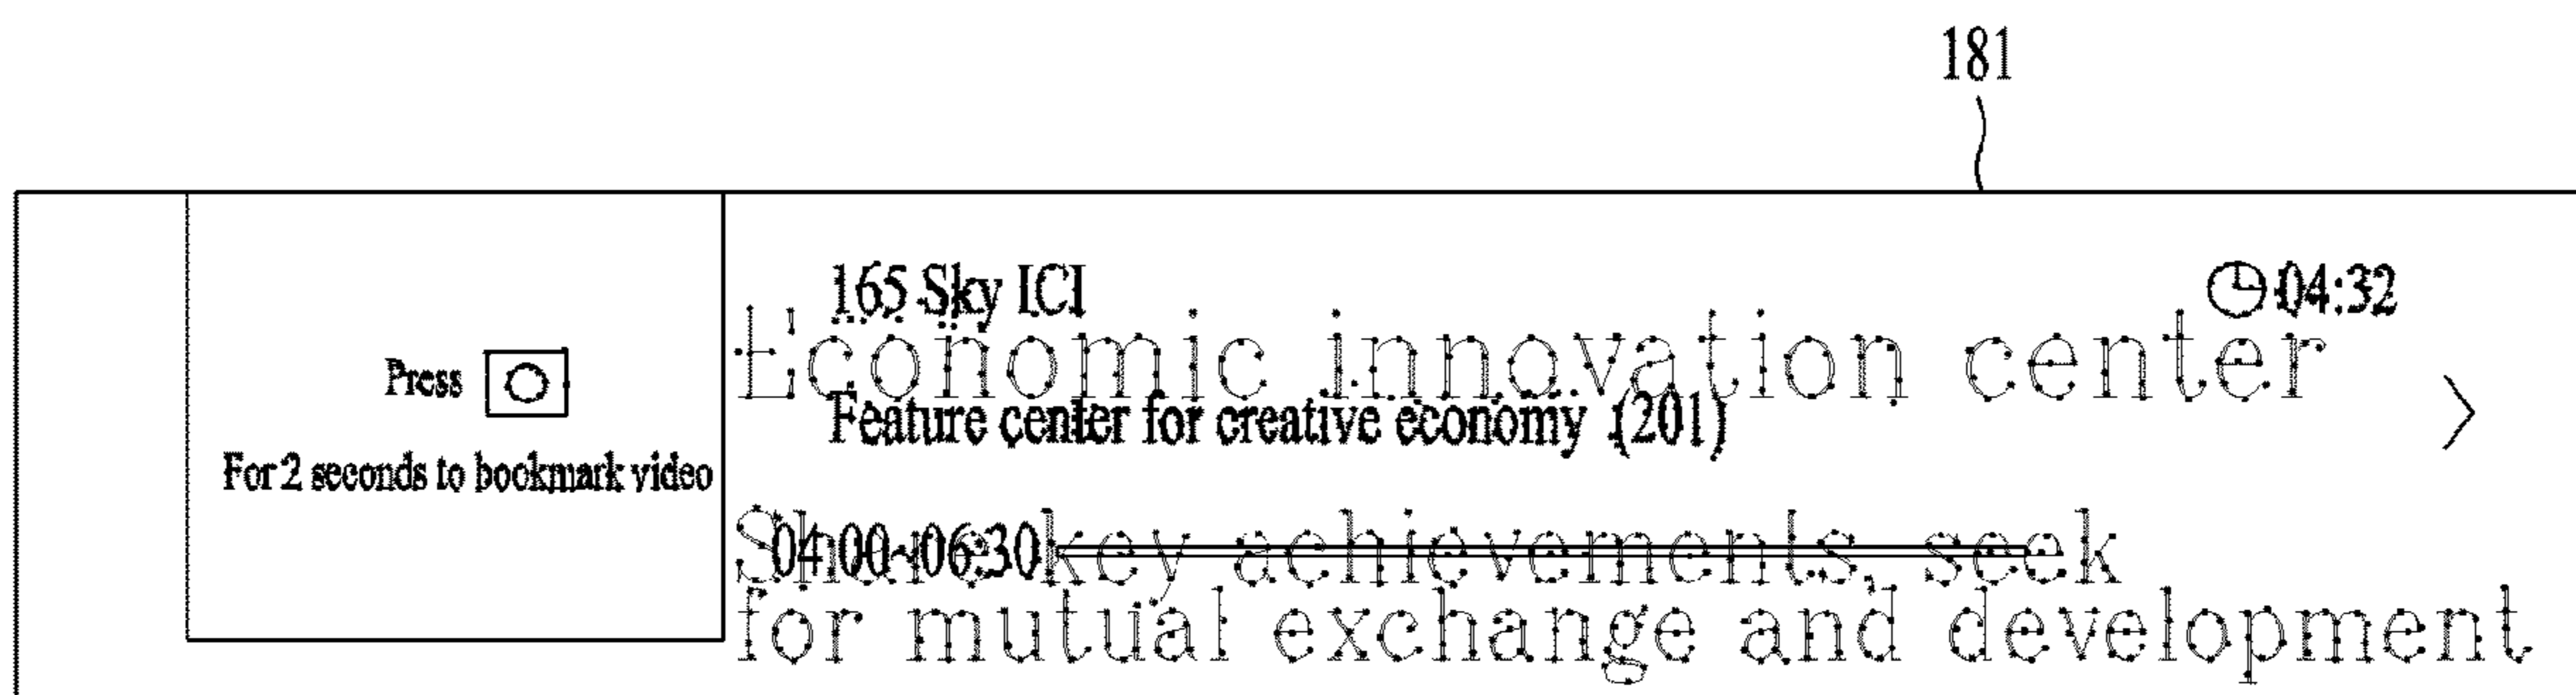 181
165 Sky ICI
04:32
Economic innovation center
Press
Feature center for creative economy (201)
For 2 seconds to bookmark video
04:00~06:30
Share key achievements, seek
for mutual exchange and development